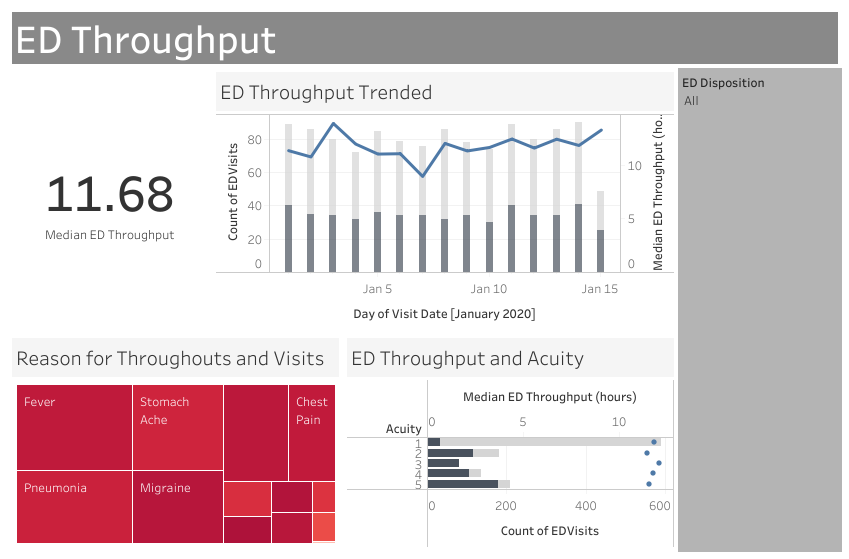 ED Throughput
ED Throughput Trended
ED Disposition
All
11.68
Median ED Throughput
Count of EDVisits
80
60
40
20
0
10
5
0
Median ED Throughput (ho..
Jan 5
Jan 10
Jan 15
Day of Visit Date [January 2020]
Reason for Throughouts and Visits
Fever
Stomach
Ache
Chest
Pain
Pneumonia
Migraine
ED Throughput and Acuity
Median ED Throughput (hours)
0
5
10
Acuity
1
2
3
4
5
0
200
400
600
Count of EDVisits